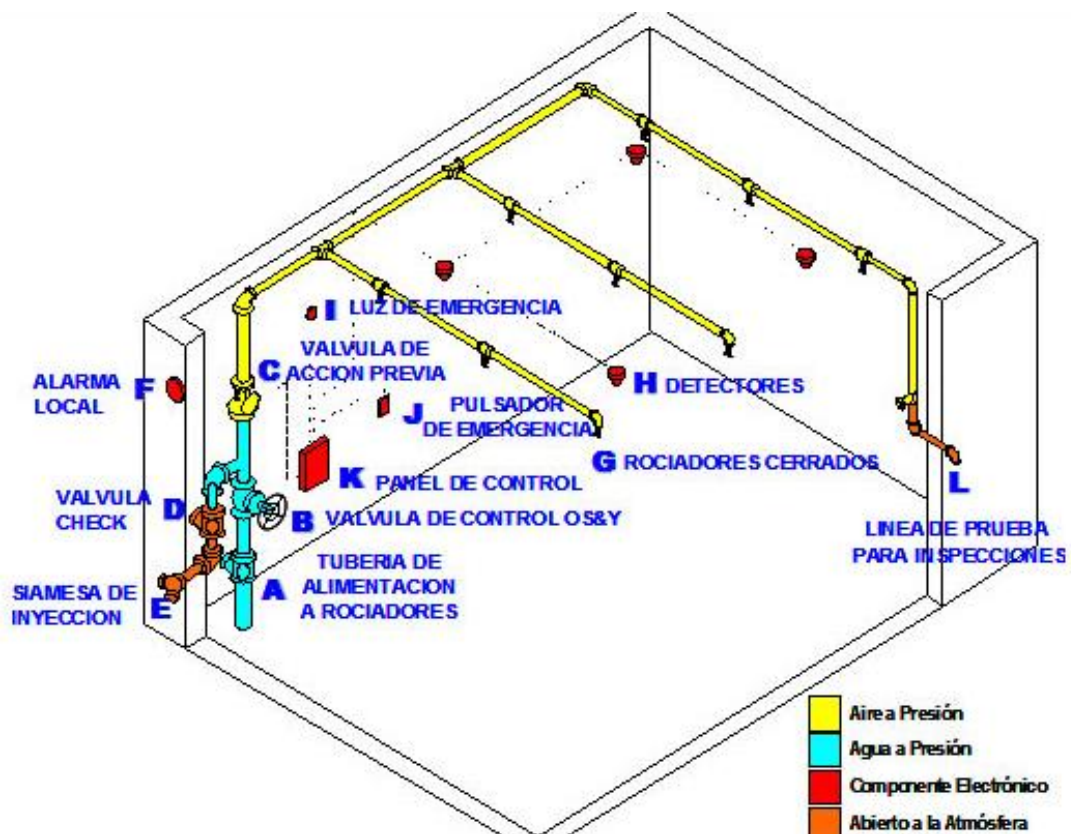 I LUZ DE EMERGENCIA
C VALVULA DE
ACCION PREVIA
F ALARMA
LOCAL
H DETECTORES
J PULSADOR
DE EMERGENCIA
G ROCIADORES CERRADOS
K PANEL DE CONTROL
L
D VALVULA
CHECK
B VALVULA DE CONTROL OS&Y
LINEA DE PRUEBA
PARA INSPECCIONES
A TUBERIA DE
ALIMENTACION
A ROCIADORES
E SIAMESA DE
INYECCION
Aire a Presión
Agua a Presión
Componente Electrónico
Abierto a la Atmósfera